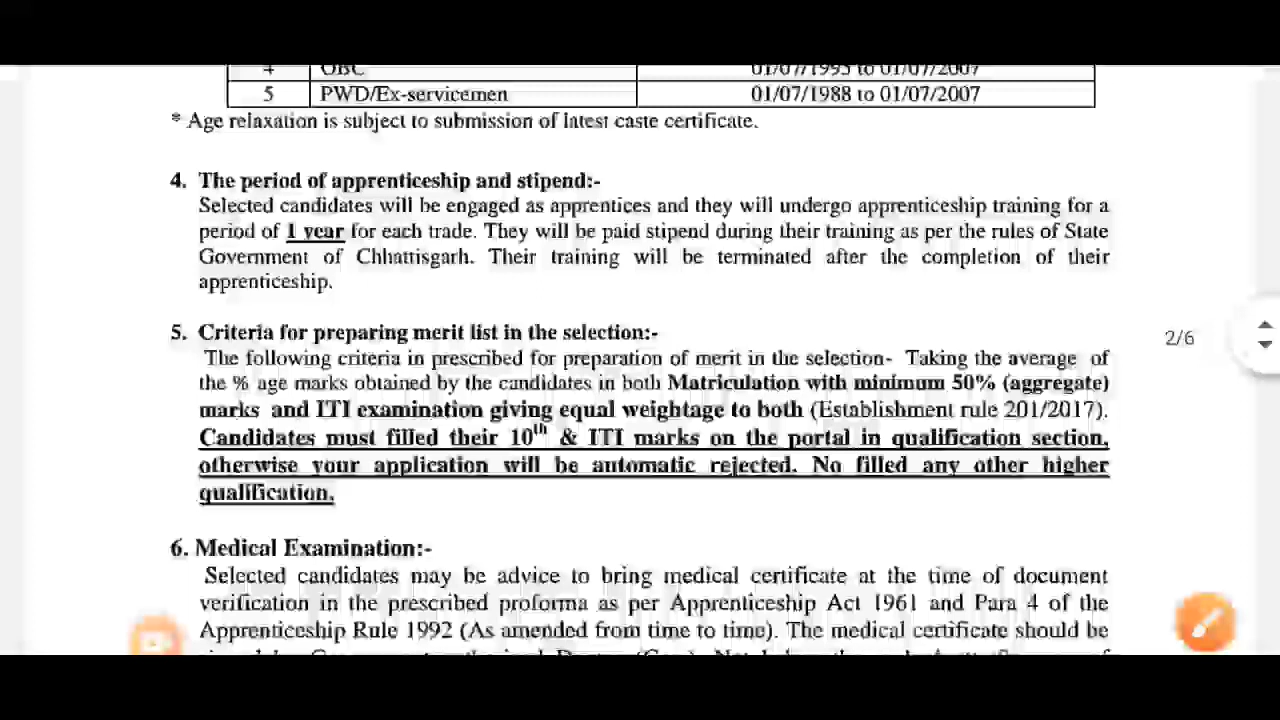 4 OBC 01/07/1995 to 01/07/2007
5 PWD/Ex-servicemen 01/07/1988 to 01/07/2007
* Age relaxation is subject to submission of latest caste certificate.
4. The period of apprenticeship and stipend:-
Selected candidates will be engaged as apprentices and they will undergo apprenticeship training for a
period of 1 year for each trade. They will be paid stipend during their training as per the rules of State
Government of Chhattisgarh. Their training will be terminated after the completion of their
apprenticeship.
5. Criteria for preparing merit list in the selection:-
The following criteria in prescribed for preparation of merit in the selection- Taking the average of
the % age marks obtained by the candidates in both Matriculation with minimum 50% (aggregate)
marks and ITI examination giving equal weightage to both (Establishment rule 201/2017).
Candidates must filled their 10th & ITI marks on the portal in qualification section,
otherwise your application will be automatic rejected. No filled any other higher
qualification.
2/6
6. Medical Examination:-
Selected candidates may be advice to bring medical certificate at the time of document
verification in the prescribed proforma as per Apprenticeship Act 1961 and Para 4 of the
Apprenticeship Rule 1992 (As amended from time to time). The medical certificate should be